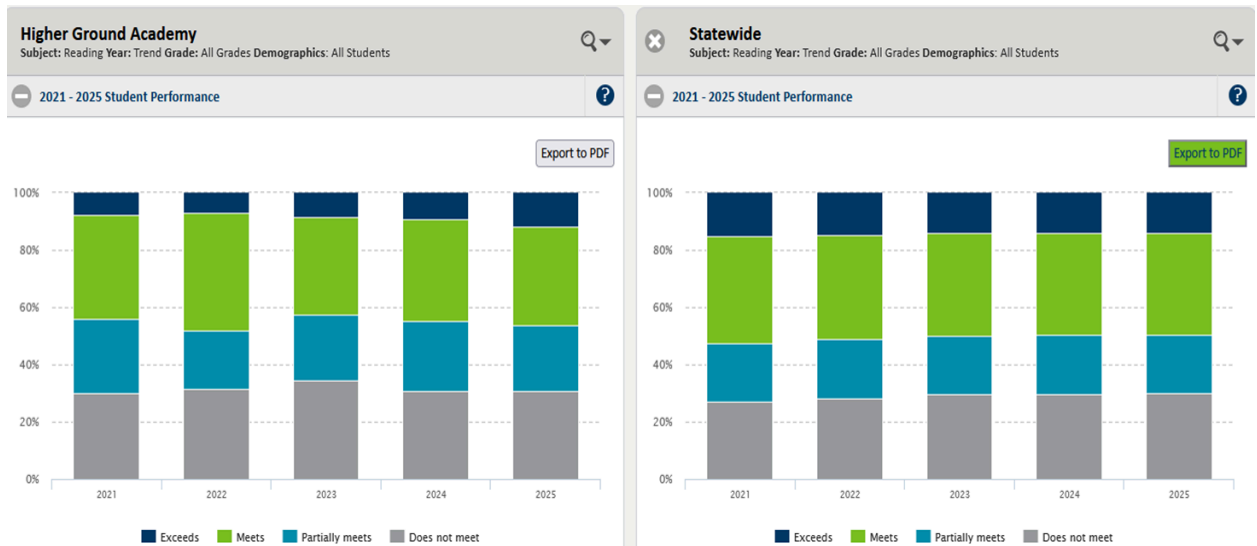 Higher Ground Academy
Subject: Reading Year: Trend Grade: All Grades Demographics: All Students
2021 - 2025 Student Performance
?
Export to PDF
100%
80%
60%
40%
20%
0%
2021 2022 2023 2024 2025
Exceeds Meets Partially meets Does not meet
Statewide
Subject: Reading Year: Trend Grade: All Grades Demographics: All Students
2021 - 2025 Student Performance
?
Export to PDF
100%
80%
60%
40%
20%
0%
2021 2022 2023 2024 2025
Exceeds Meets Partially meets Does not meet